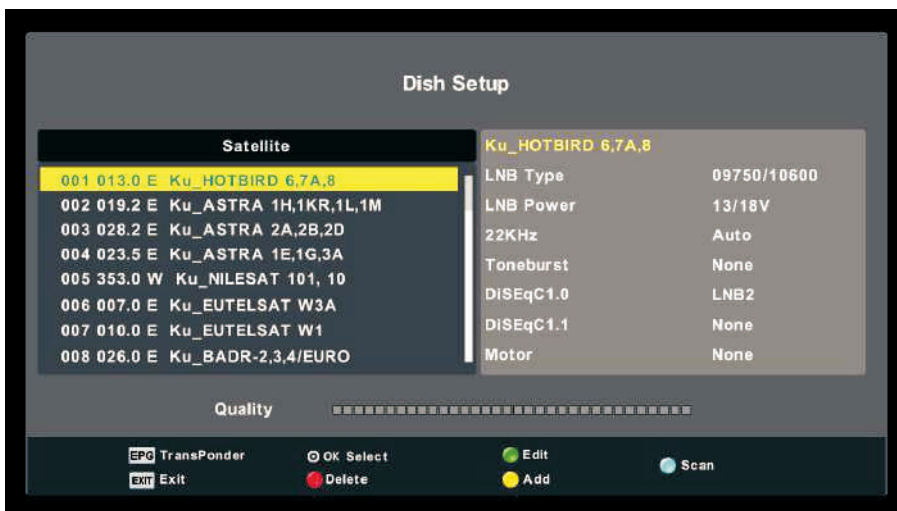 Dish Setup
Satellite
001 013.0 E Ku_HOTBIRD 6,7A,8
002 019.2 E Ku_ASTRA 1H,1KR,1L,1M
003 028.2 E Ku_ASTRA 2A,2B,2D
004 023.5 E Ku_ASTRA 1E,1G,3A
005 353.0 W Ku_NILESAT 101, 10
006 007.0 E Ku_EUTELSAT W3A
007 010.0 E Ku_EUTELSAT W1
008 026.0 E Ku_BADR-2,3,4/EURO
Ku_HOTBIRD 6,7A,8
LNB Type 09750/10600
LNB Power 13/18V
22KHz Auto
Toneburst None
DiSEqC1.0 LNB2
DiSEqC1.1 None
Motor None
Quality
EPG TransPonder OK Select Edit Scan
EXIT Exit Delete Add